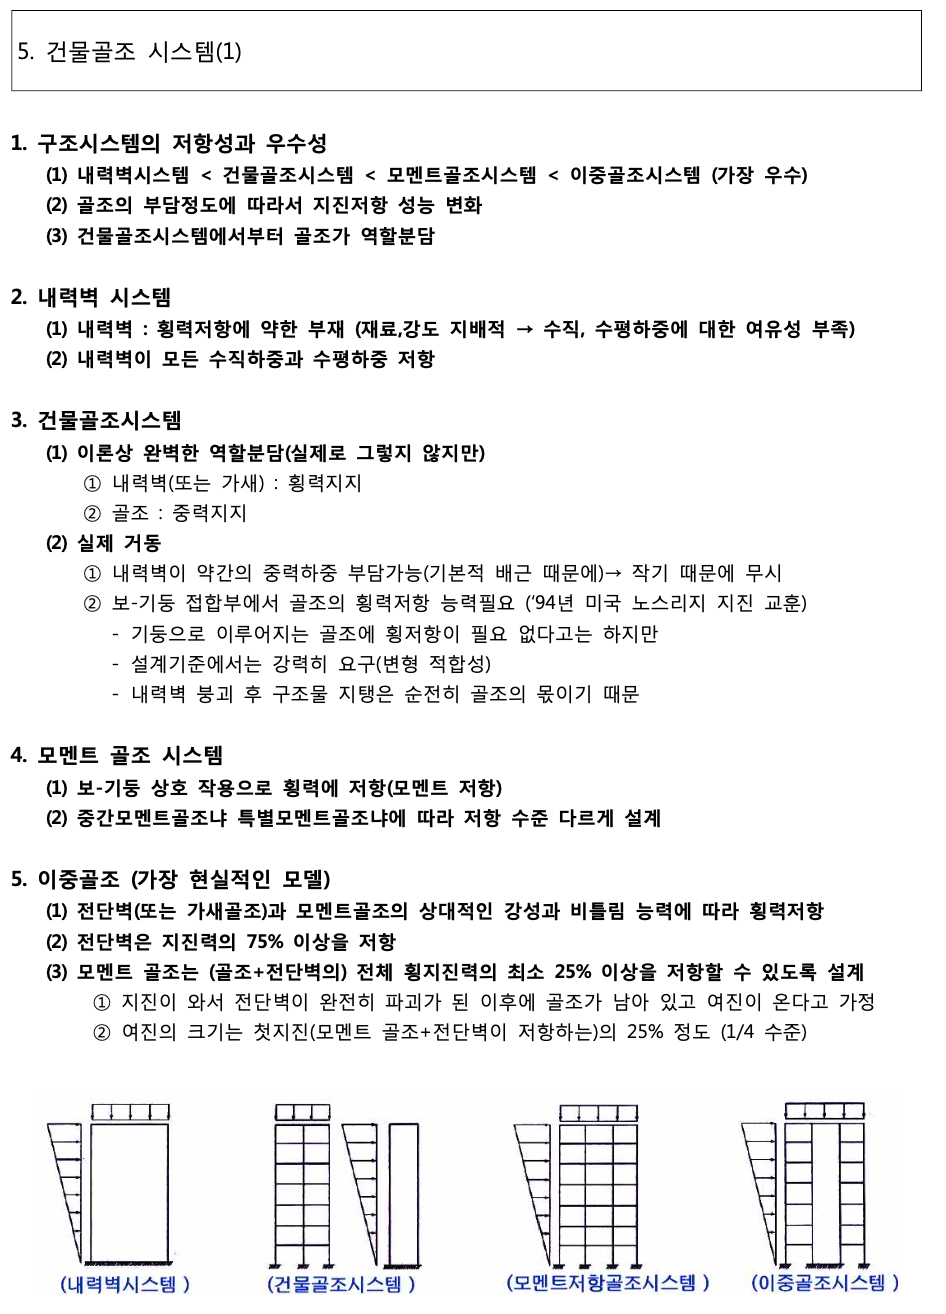 5. 건물골조 시스템(1)
1. 구조시스템의 저항성과 우수성
(1) 내력벽시스템 < 건물골조시스템 < 모멘트골조시스템 < 이중골조시스템 (가장 우수)
(2) 골조의 부담정도에 따라서 지진저항 성능 변화
(3) 건물골조시스템에서부터 골조가 역할분담
2. 내력벽 시스템
(1) 내력벽 : 횡력저항에 약한 부재 (재료,강도 지배적 → 수직, 수평하중에 대한 여유성 부족)
(2) 내력벽이 모든 수직하중과 수평하중 저항
3. 건물골조시스템
(1) 이론상 완벽한 역할분담(실제로 그렇지 않지만)
① 내력벽(또는 가새) : 횡력지지
② 골조 : 중력지지
(2) 실제 거동
① 내력벽이 약간의 중력하중 부담가능(기본적 배근 때문에)→ 작기 때문에 무시
② 보-기둥 접합부에서 골조의 횡력저항 능력필요 ('94년 미국 노스리지 지진 교훈)
- 기둥으로 이루어지는 골조에 횡저항이 필요 없다고는 하지만
- 설계기준에서는 강력히 요구(변형 적합성)
- 내력벽 붕괴 후 구조물 지탱은 순전히 골조의 몫이기 때문
4. 모멘트 골조 시스템
(1) 보-기둥 상호 작용으로 횡력에 저항(모멘트 저항)
(2) 중간모멘트골조냐 특별모멘트골조냐에 따라 저항 수준 다르게 설계
5. 이중골조 (가장 현실적인 모델)
(1) 전단벽(또는 가새골조)과 모멘트골조의 상대적인 강성과 비틀림 능력에 따라 횡력저항
(2) 전단벽은 지진력의 75% 이상을 저항
(3) 모멘트 골조는 (골조+전단벽의) 전체 횡지진력의 최소 25% 이상을 저항할 수 있도록 설계
① 지진이 와서 전단벽이 완전히 파괴가 된 이후에 골조가 남아 있고 여진이 온다고 가정
② 여진의 크기는 첫지진(모멘트 골조+전단벽이 저항하는)의 25% 정도 (1/4 수준)
(내력벽시스템 ) (건물골조시스템 ) (모멘트저항골조시스템 ) (이중골조시스템 )